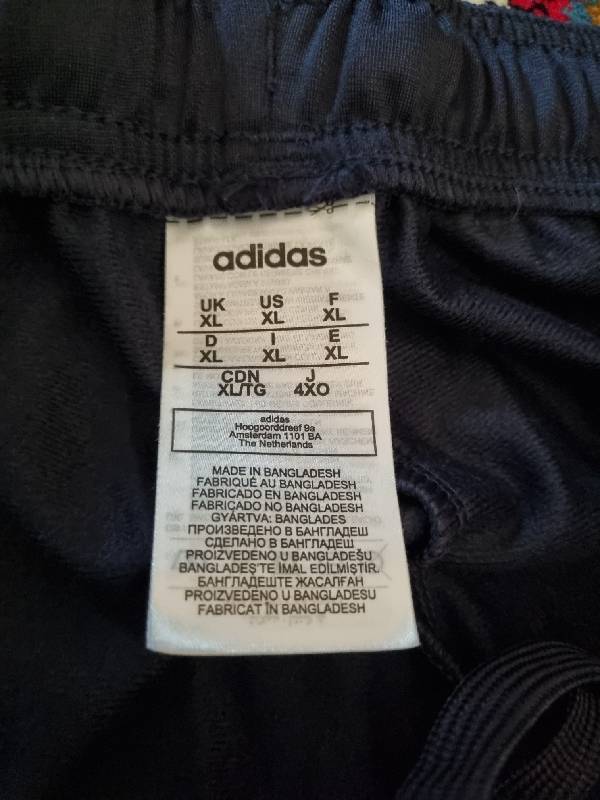 adidas
UK US F
XL XL XL
D I E
XL XL XL
CDN J
XL/TG 4XO
adidas
Hoogoorddreef 9a
Amsterdam 1101 BA
The Netherlands
MADE IN BANGLADESH
FABRIQUÉ AU BANGLADESH
FABRICADO EN BANGLADESH
FABRICADO NO BANGLADESH
GYÁRTVA: BANGLADES
ПРОИЗВЕДЕНО В БАНГЛАДЕШ
СДЕЛАНО В БАНГЛАДЕШ
PROIZVEDENO U BANGLADEŠU
BANGLADEŞ'TE İMAL EDİLMİŞTİR.
БАНГЛАДЕШТЕ ЖАСАЛҒАН
PROIZVEDENO U BANGLADESU
FABRICAT ÎN BANGLADESH